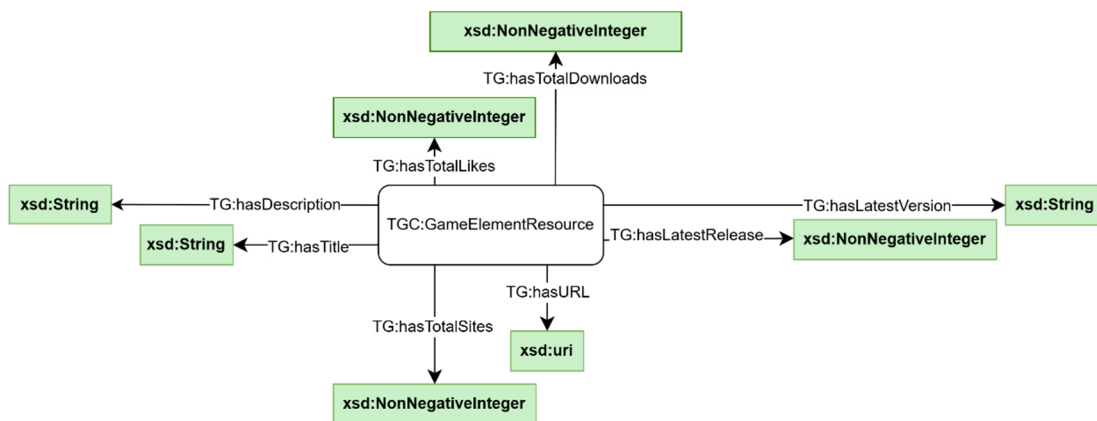 xsd:NonNegativeInteger
TG:hasTotalDownloads
xsd:NonNegativeInteger
TG:hasTotalLikes
xsd:String
TG:hasDescription
TGC:GameElementResource
TG:hasLatestVersion
xsd:String
xsd:String
TG:hasTitle
TG:hasLatestRelease
xsd:NonNegativeInteger
TG:hasURL
TG:hasTotalSites
xsd:uri
xsd:NonNegativeInteger